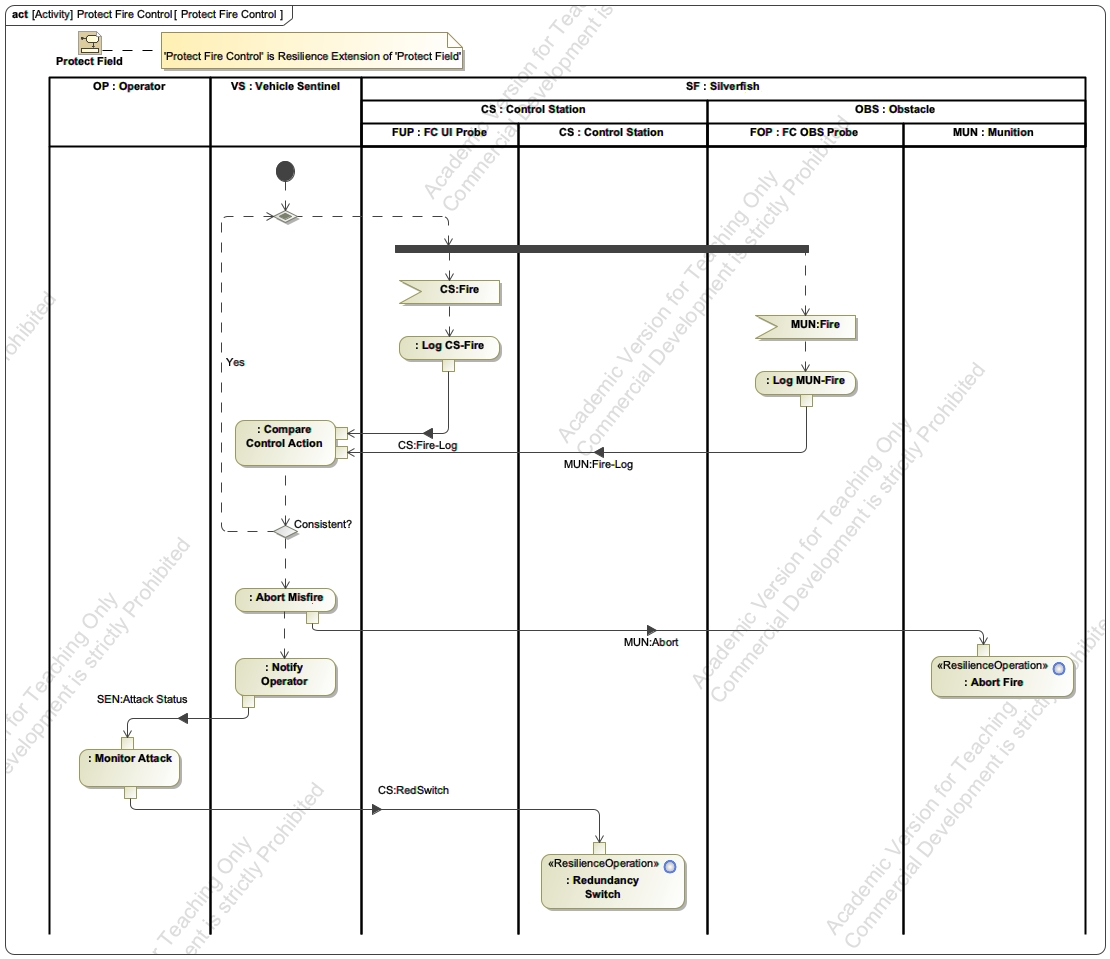 act [Activity] Protect Fire Control [ Protect Fire Control ]
Protect Field
'Protect Fire Control' is Resilience Extension of 'Protect Field'
OP : Operator
VS : Vehicle Sentinel
SF : Silverfish
CS : Control Station
OBS : Obstacle
FUP : FC UI Probe
CS : Control Station
FOP : FC OBS Probe
MUN : Munition
CS:Fire
MUN:Fire
: Log CS-Fire
: Log MUN-Fire
Yes
: Compare
Control Action
CS:Fire-Log
MUN:Fire-Log
Consistent?
: Abort Misfire
MUN:Abort
: Notify
Operator
«ResilienceOperation»
: Abort Fire
SEN:Attack Status
: Monitor Attack
CS:RedSwitch
«ResilienceOperation»
: Redundancy
Switch
Academic Version for Teaching Only
Commercial Development is strictly Prohibited